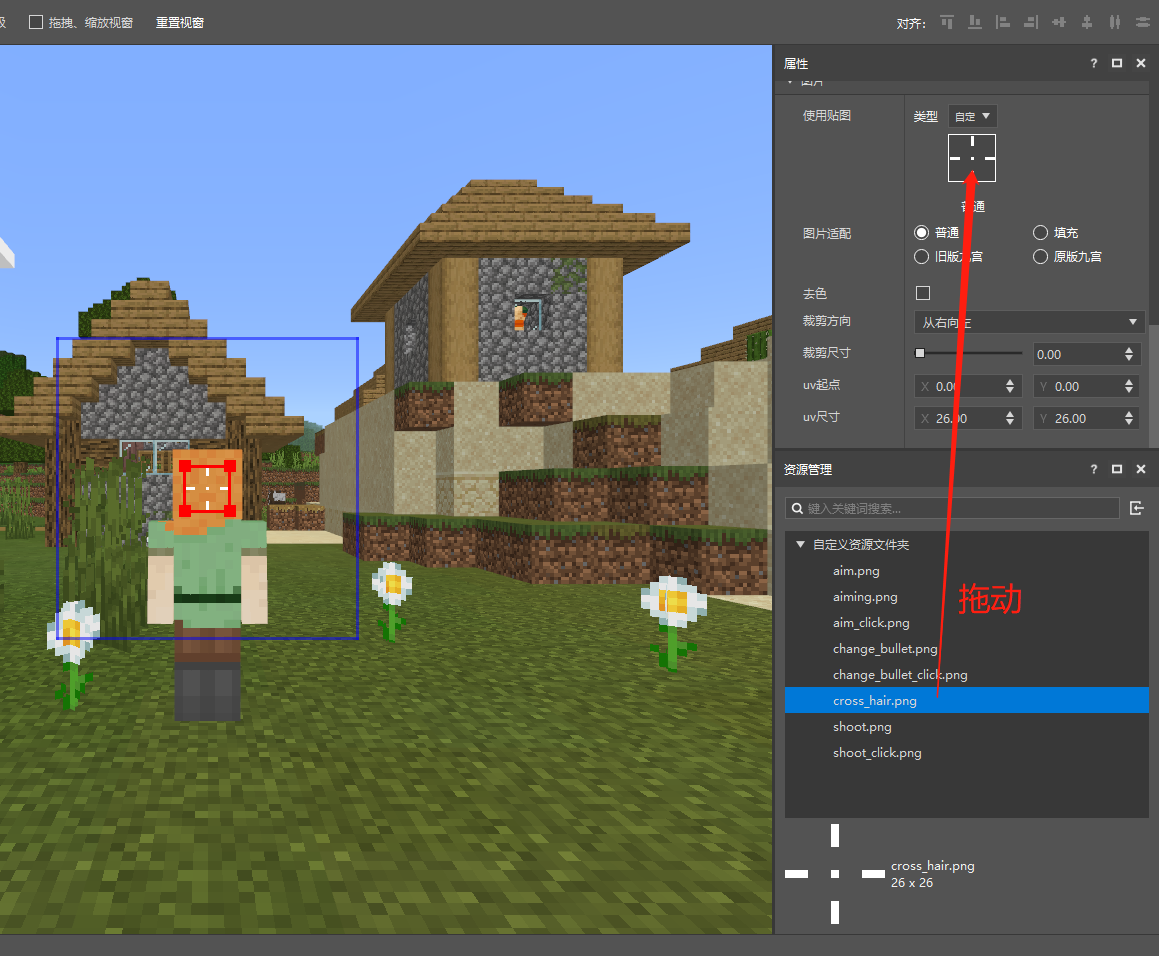 级 拖拽、缩放视窗 重置视窗 对齐:
属性 ?
图片
使用贴图 类型 自定
普通
图片适配 普通 填充
旧版九宫 原版九宫
去色
裁剪方向 从右向左
裁剪尺寸 0.00
uv起点 X 0.00 Y 0.00
uv尺寸 X 26.00 Y 26.00
资源管理 ?
键入关键词搜索...
自定义资源文件夹
aim.png
aiming.png
拖动
aim_click.png
change_bullet.png
change_bullet_click.png
cross_hair.png
shoot.png
shoot_click.png
cross_hair.png
26 x 26